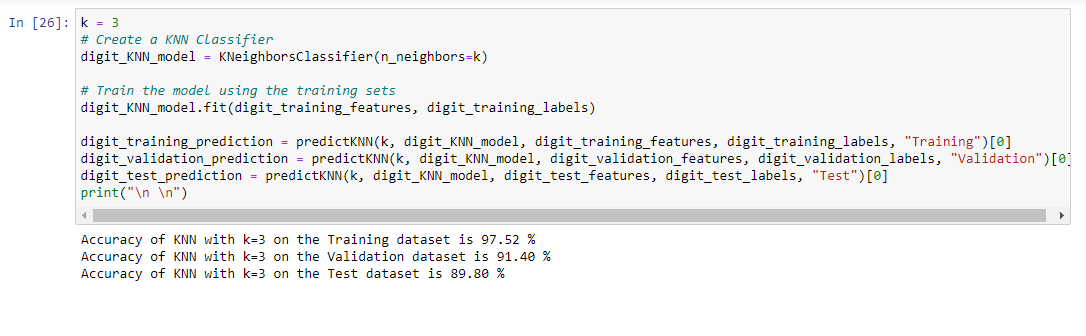 In [26]: k = 3
# Create a KNN Classifier
digit_KNN_model = KNeighborsClassifier(n_neighbors=k)
# Train the model using the training sets
digit_KNN_model.fit(digit_training_features, digit_training_labels)
digit_training_prediction = predictKNN(k, digit_KNN_model, digit_training_features, digit_training_labels, "Training")[0]
digit_validation_prediction = predictKNN(k, digit_KNN_model, digit_validation_features, digit_validation_labels, "Validation")[0]
digit_test_prediction = predictKNN(k, digit_KNN_model, digit_test_features, digit_test_labels, "Test")[0]
print("\n \n")
Accuracy of KNN with k=3 on the Training dataset is 97.52 %
Accuracy of KNN with k=3 on the Validation dataset is 91.40 %
Accuracy of KNN with k=3 on the Test dataset is 89.80 %